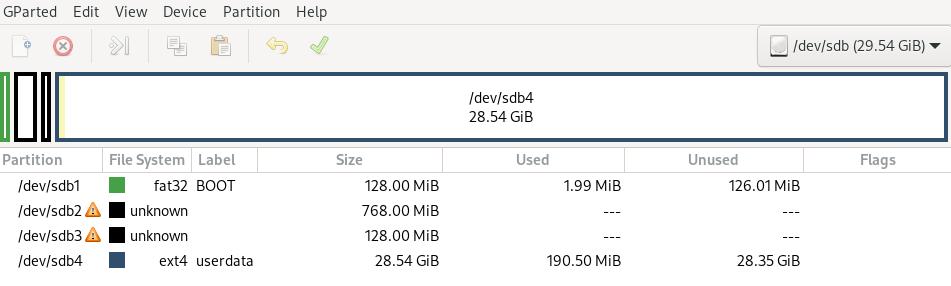 GParted Edit View Device Partition Help
/dev/sdb (29.54 GiB)
/dev/sdb4
28.54 GiB
Partition File System Label Size Used Unused Flags
/dev/sdb1 fat32 BOOT 128.00 MiB 1.99 MiB 126.01 MiB
/dev/sdb2 unknown 768.00 MiB --- ---
/dev/sdb3 unknown 128.00 MiB --- ---
/dev/sdb4 ext4 userdata 28.54 GiB 190.50 MiB 28.35 GiB